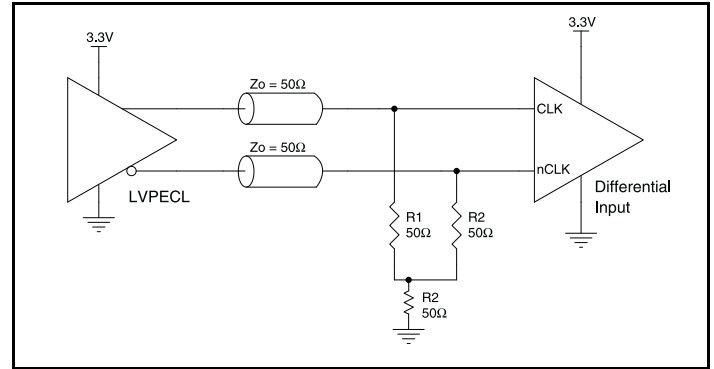 3.3V
3.3V
Zo = 50Ω
CLK
Zo = 50Ω
nCLK
LVPECL
Differential
Input
R1
50Ω
R2
50Ω
R2
50Ω